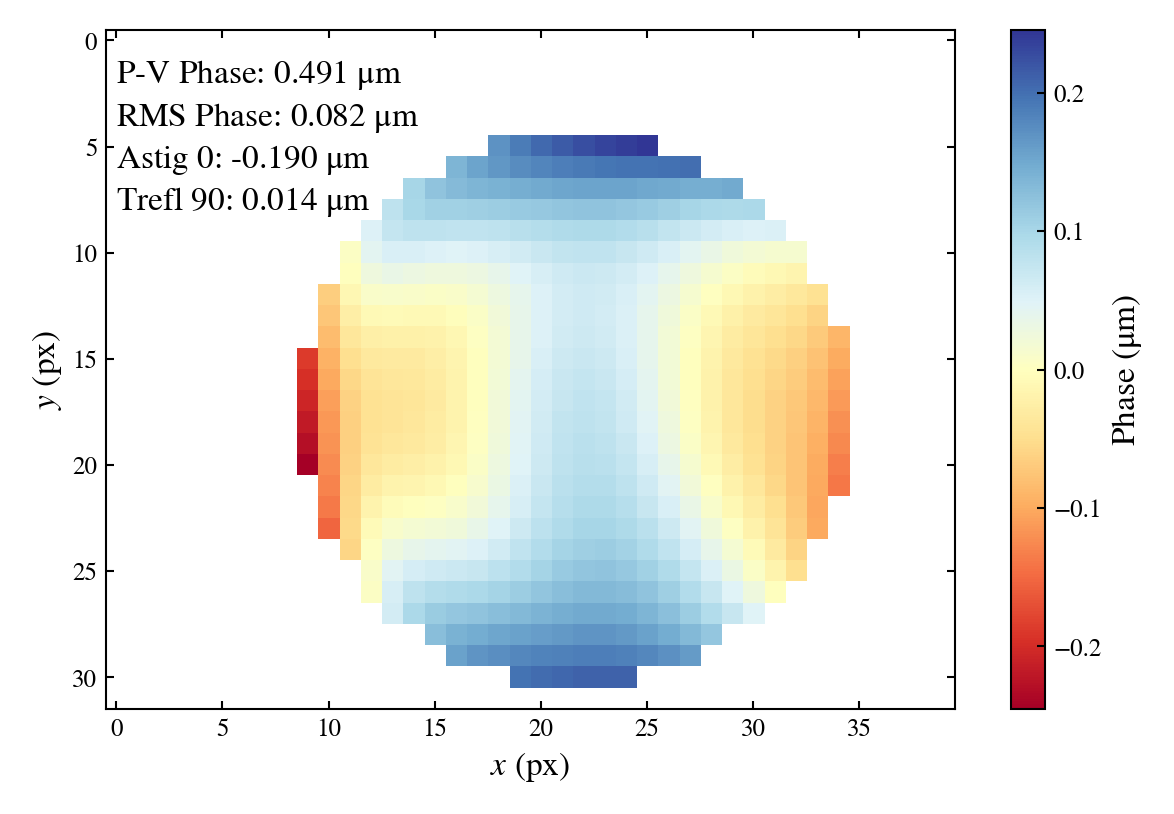 P-V Phase: 0.491 µm
RMS Phase: 0.082 µm
Astig 0: -0.190 µm
Trefl 90: 0.014 µm
0
5
10
15
20
25
30
y (px)
0
5
10
15
20
25
30
35
x (px)
0.2
0.1
0.0
−0.1
−0.2
Phase (µm)